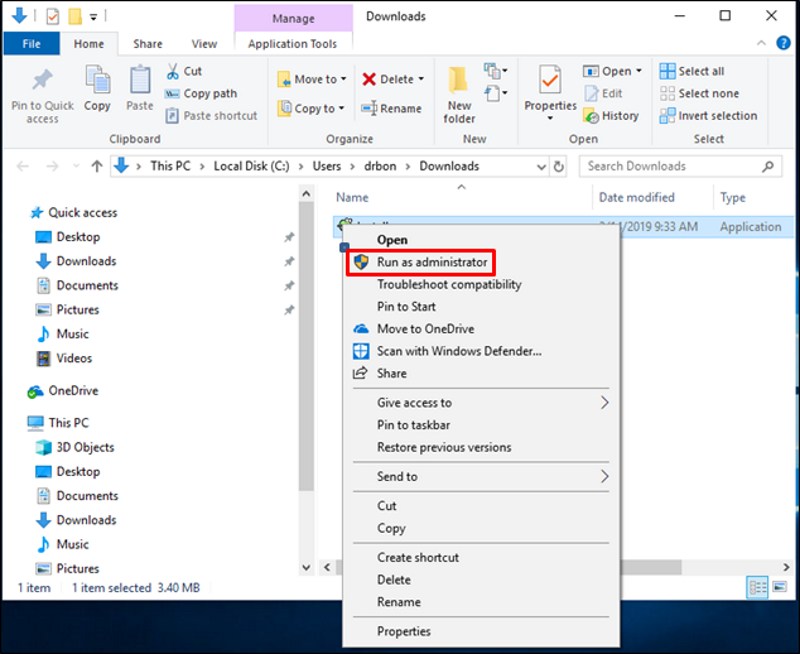 Manage
Downloads
File
Home
Share
View
Application Tools
Pin to Quick access
Copy
Paste
Cut
Copy path
Paste shortcut
Clipboard
Move to
Copy to
Delete
Rename
Organize
New folder
New
Properties
Open
Edit
History
Open
Select all
Select none
Invert selection
Select
This PC > Local Disk (C:) > Users > drbon > Downloads
Search Downloads
Name
Date modified
Type
9:33 AM
Application
Quick access
Desktop
Downloads
Documents
Pictures
Music
Videos
OneDrive
This PC
3D Objects
Desktop
Documents
Downloads
Music
Pictures
Open
Run as administrator
Troubleshoot compatibility
Pin to Start
Move to OneDrive
Scan with Windows Defender...
Share
Give access to
Pin to taskbar
Restore previous versions
Send to
Cut
Copy
Create shortcut
Delete
Rename
Properties
1 item
1 item selected 3.40 MB